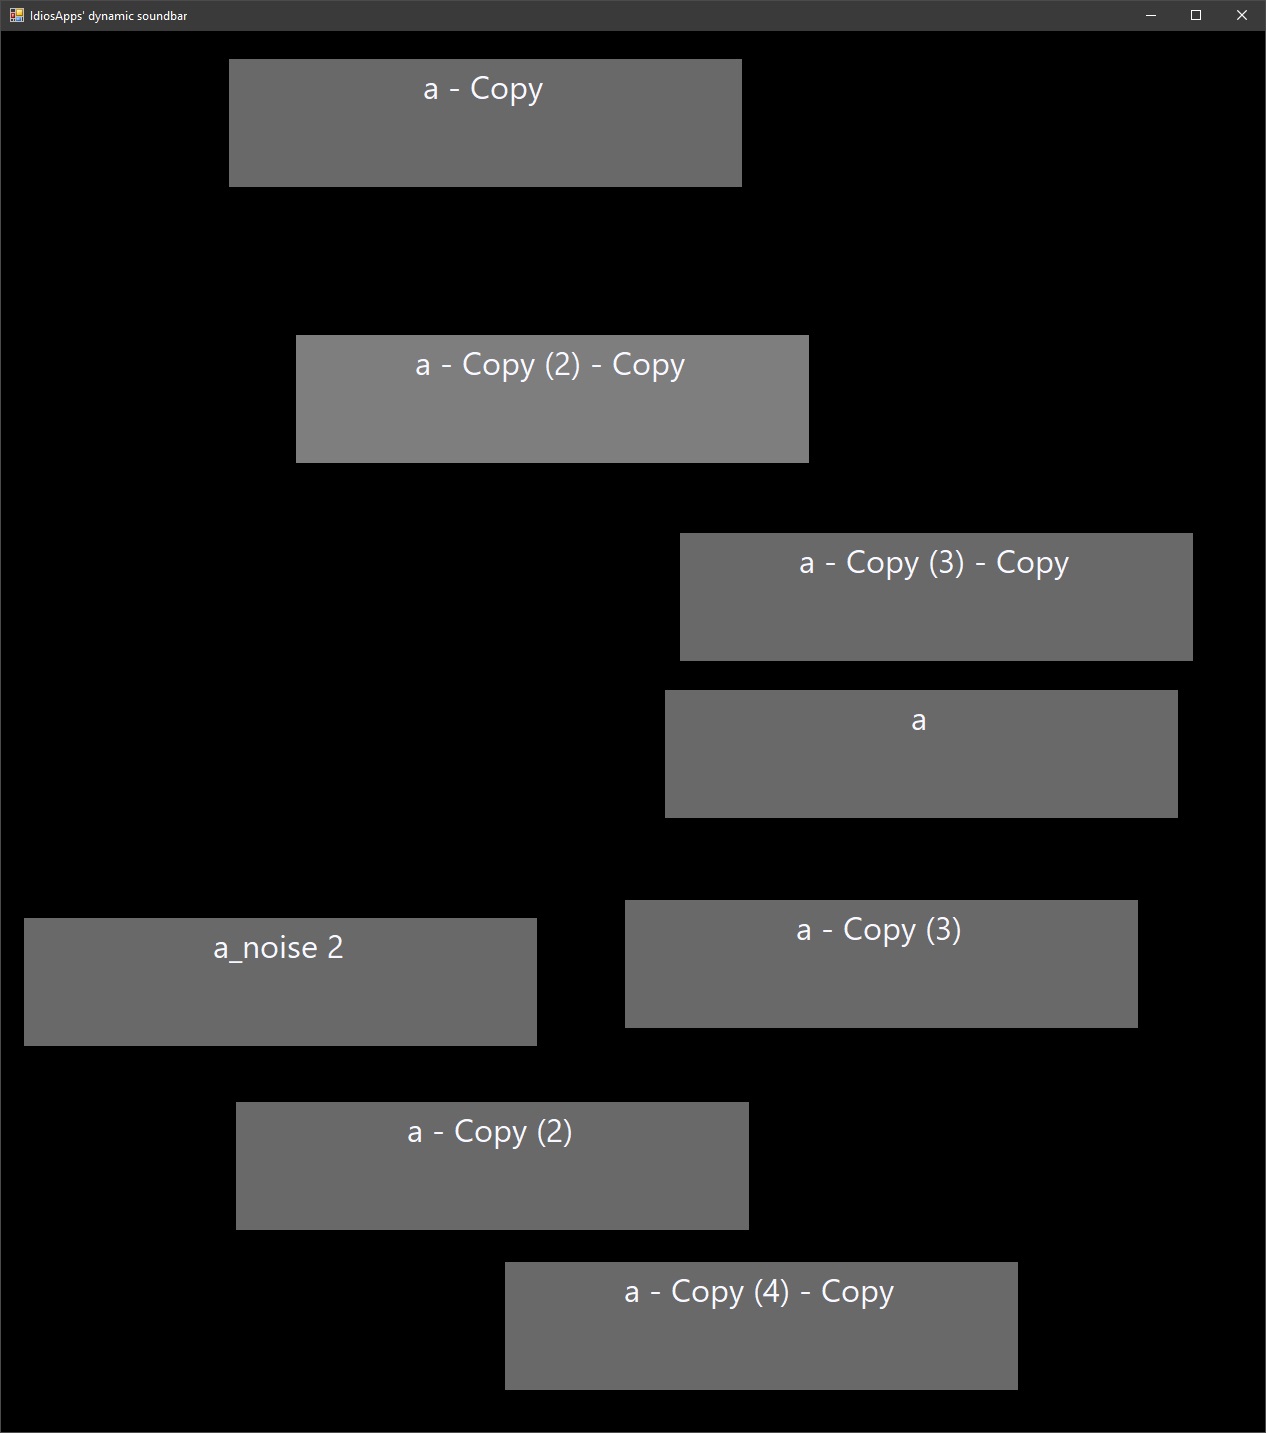 IdiosApps' dynamic soundbar
a - Copy
a - Copy (2) - Copy
a - Copy (3) - Copy
a
a - Copy (3)
a_noise 2
a - Copy (2)
a - Copy (4) - Copy